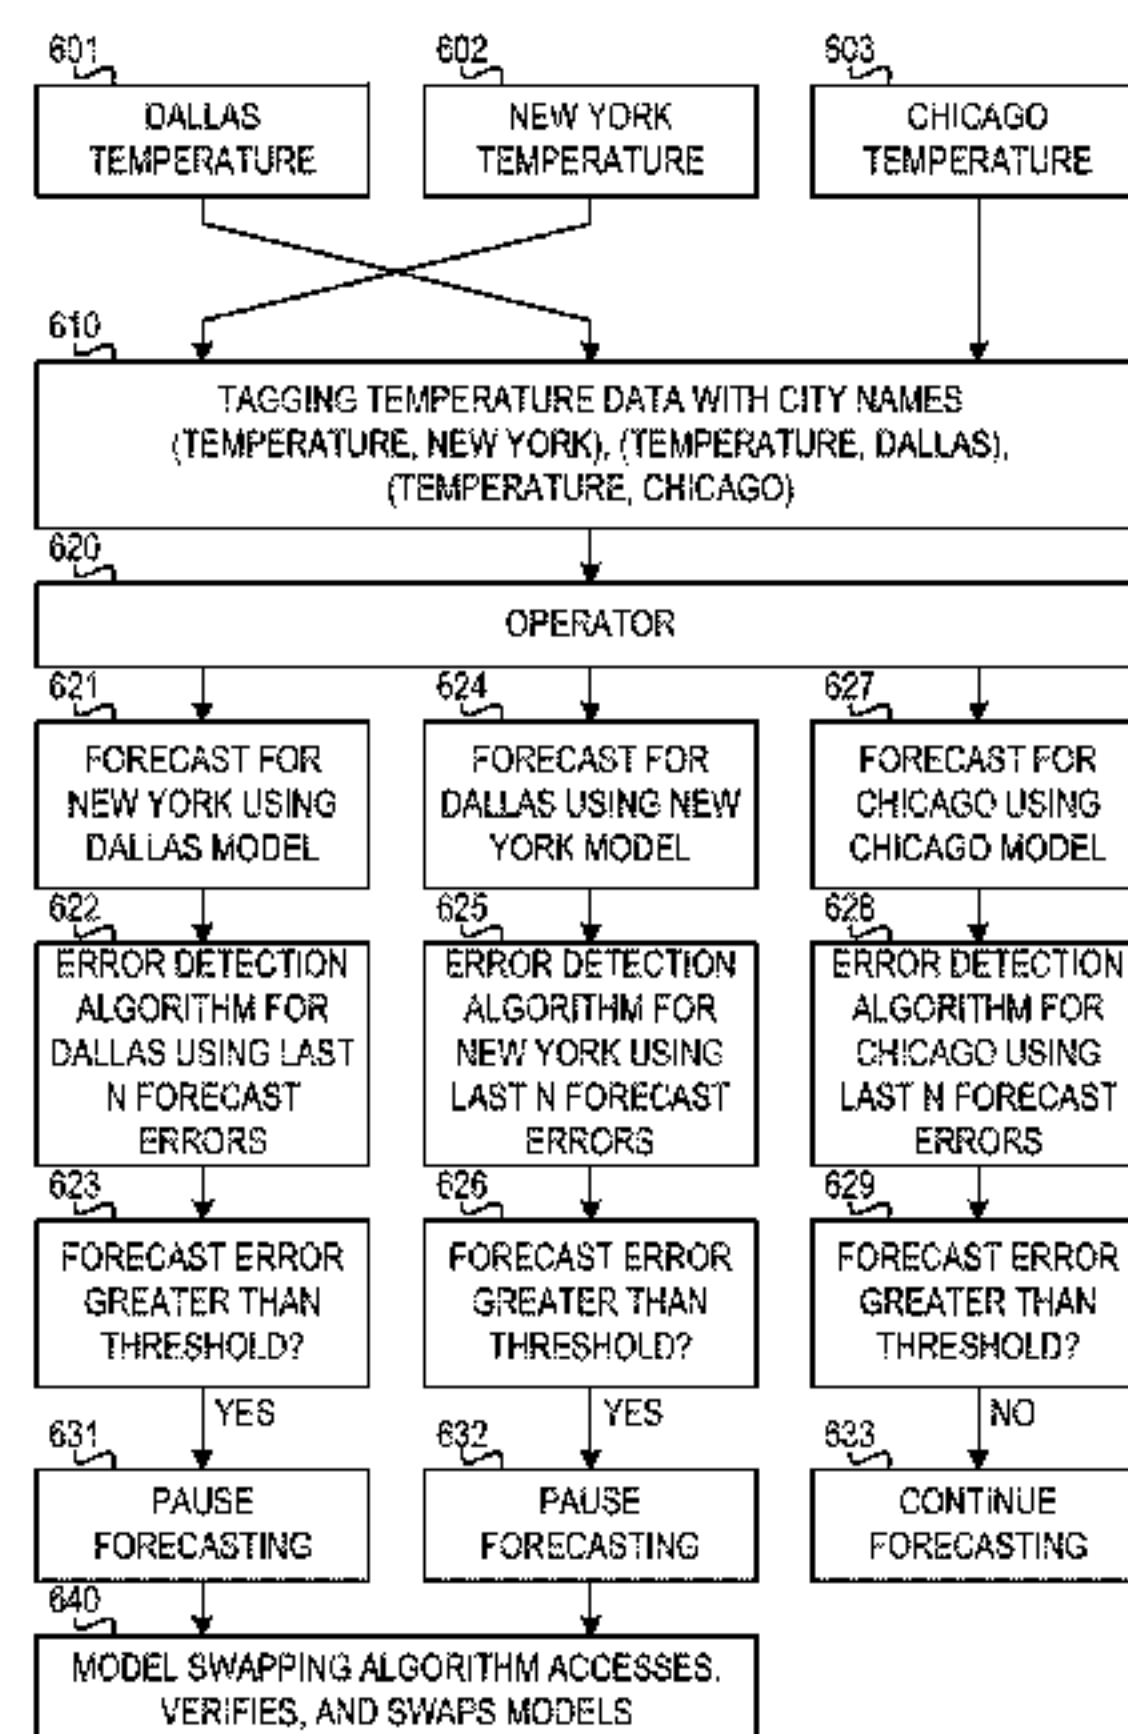 601
602
603
DALLAS
TEMPERATURE
NEW YORK
TEMPERATURE
CHICAGO
TEMPERATURE
610
TAGGING TEMPERATURE DATA WITH CITY NAMES
(TEMPERATURE, NEW YORK), (TEMPERATURE, DALLAS),
(TEMPERATURE, CHICAGO)
620
OPERATOR
621
FORECAST FOR
NEW YORK USING
DALLAS MODEL
624
FORECAST FOR
DALLAS USING NEW
YORK MODEL
627
FORECAST FOR
CHICAGO USING
CHICAGO MODEL
622
ERROR DETECTION
ALGORITHM FOR
DALLAS USING LAST
N FORECAST
ERRORS
625
ERROR DETECTION
ALGORITHM FOR
NEW YORK USING
LAST N FORECAST
ERRORS
628
ERROR DETECTION
ALGORITHM FOR
CHICAGO USING
LAST N FORECAST
ERRORS
623
FORECAST ERROR
GREATER THAN
THRESHOLD?
626
FORECAST ERROR
GREATER THAN
THRESHOLD?
629
FORECAST ERROR
GREATER THAN
THRESHOLD?
YES
YES
NO
631
PAUSE
FORECASTING
632
PAUSE
FORECASTING
633
CONTINUE
FORECASTING
640
MODEL SWAPPING ALGORITHM ACCESSES,
VERIFIES, AND SWAPS MODELS